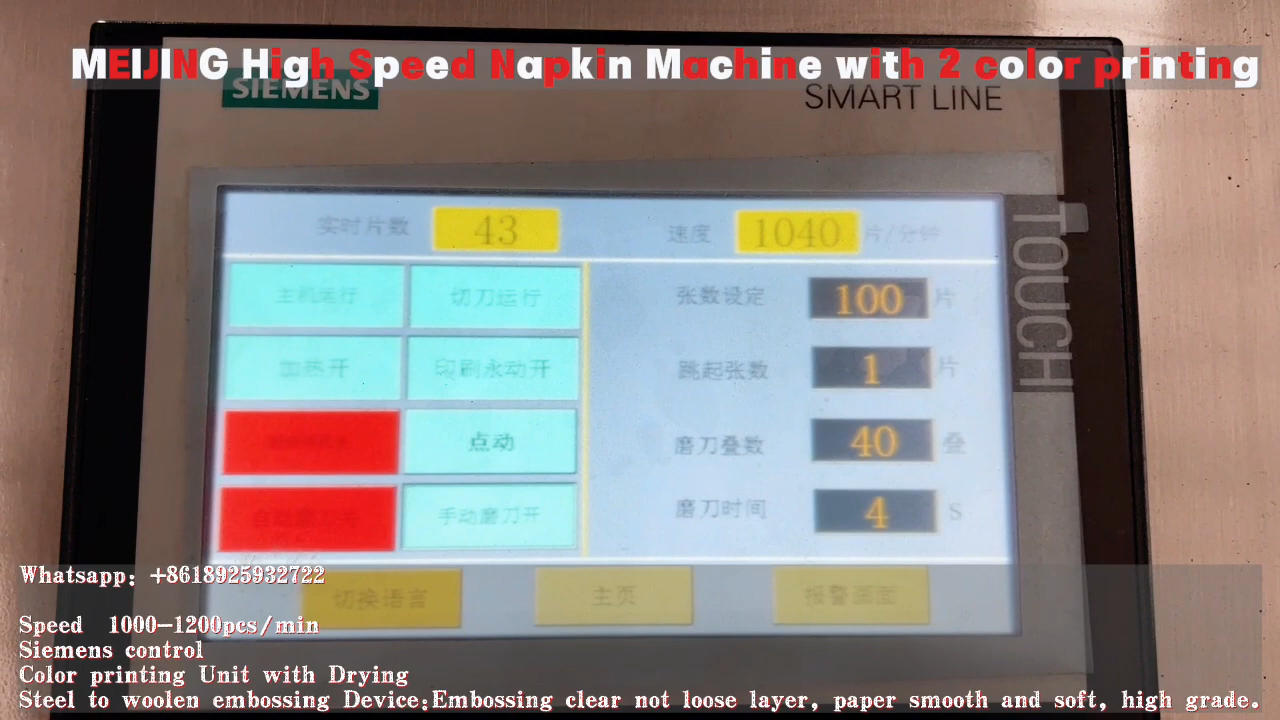 MEIJING High Speed Napkin Machine with 2 color printing
SIEMENS
SMART LINE
TOUCH
实时片数 43 速度 1040 片/分钟
主机运行 切刀运行 张数设定 100 片
加热开 印刷永动开 跳起张数 1 片
点动 磨刀叠数 40 叠
手动磨刀开 磨刀时间 4 S
切换语言 主页 报警画面
Whatsapp: +8618925932722
Speed 1000-1200pcs/min
Siemens control
Color printing Unit with Drying
Steel to woolen embossing Device:Embossing clear not loose layer, paper smooth and soft, high grade.